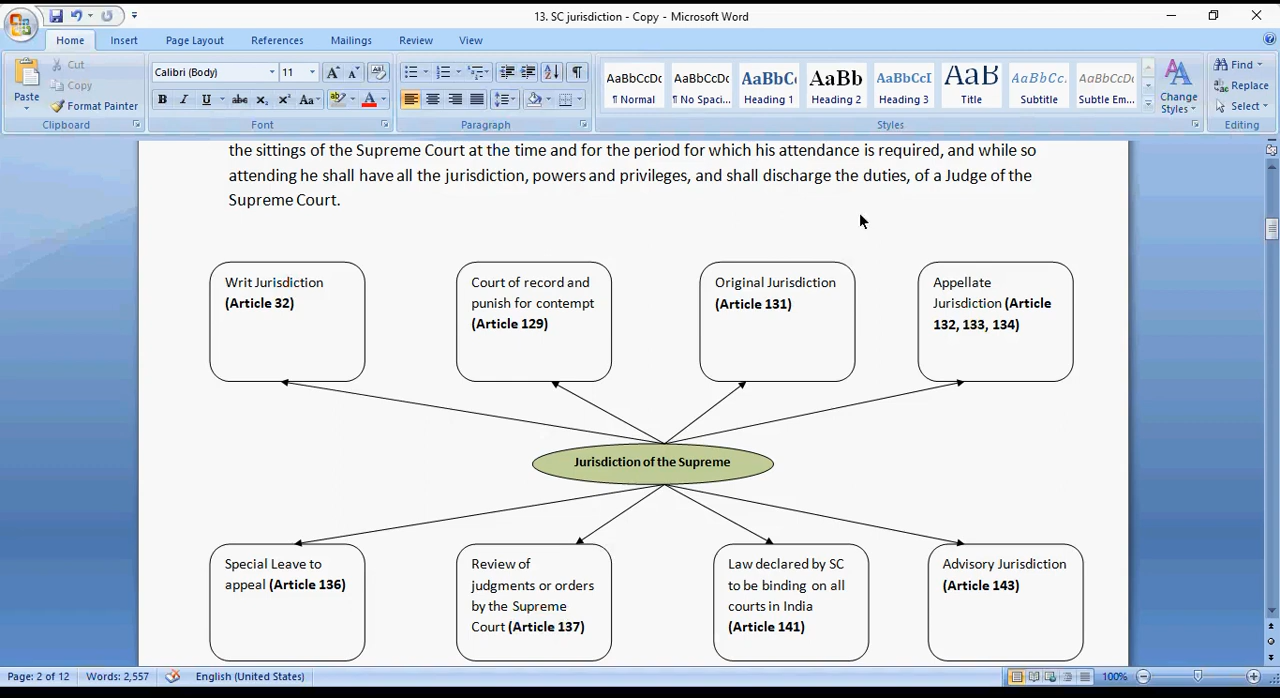 13. SC jurisdiction - Copy - Microsoft Word
Home Insert Page Layout References Mailings Review View
Paste
Cut
Copy
Format Painter
Clipboard
Calibri (Body) 11
Font
Paragraph
AaBbCcDc AaBbCcDc AaBbC AaBb AaBbCcI AaB AaBbCc. AaBbCcDc
¶ Normal ¶ No Spaci... Heading 1 Heading 2 Heading 3 Title Subtitle Subtle Em...
Change
Styles
Styles
Find
Replace
Select
Editing
the sittings of the Supreme Court at the time and for the period for which his attendance is required, and while so
attending he shall have all the jurisdiction, powers and privileges, and shall discharge the duties, of a Judge of the
Supreme Court.
Writ Jurisdiction
(Article 32)
Court of record and
punish for contempt
(Article 129)
Original Jurisdiction
(Article 131)
Appellate
Jurisdiction (Article
132, 133, 134)
Jurisdiction of the Supreme
Special Leave to
appeal (Article 136)
Review of
judgments or orders
by the Supreme
Court (Article 137)
Law declared by SC
to be binding on all
courts in India
(Article 141)
Advisory Jurisdiction
(Article 143)
Page: 2 of 12 Words: 2,557 English (United States) 100%